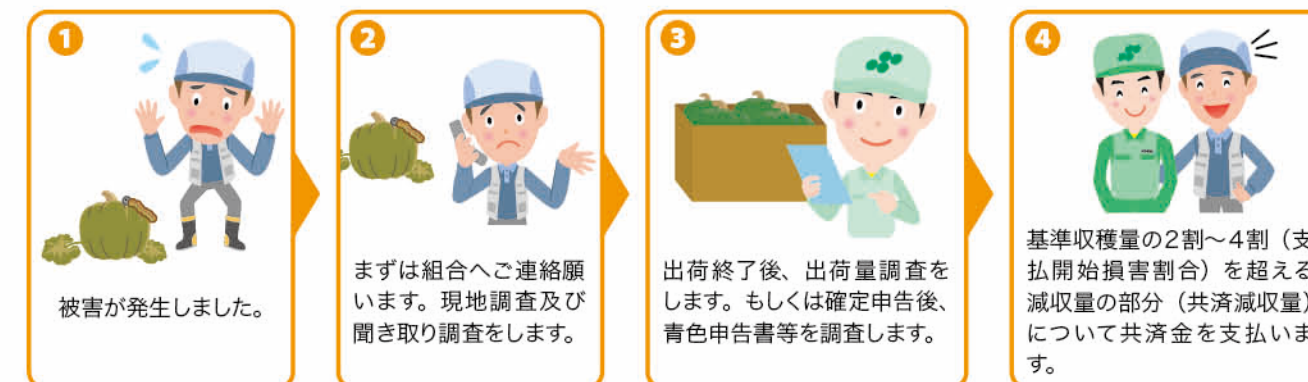 1
被害が発生しました。
2
まずは組合へご連絡願
います。現地調査及び
聞き取り調査をします。
3
出荷終了後、出荷量調査を
します。もしくは確定申告後、
青色申告書等を調査します。
4
基準収穫量の2割～4割（支
払開始損害割合）を超える
減収量の部分（共済減収量）
について共済金を支払いま
す。